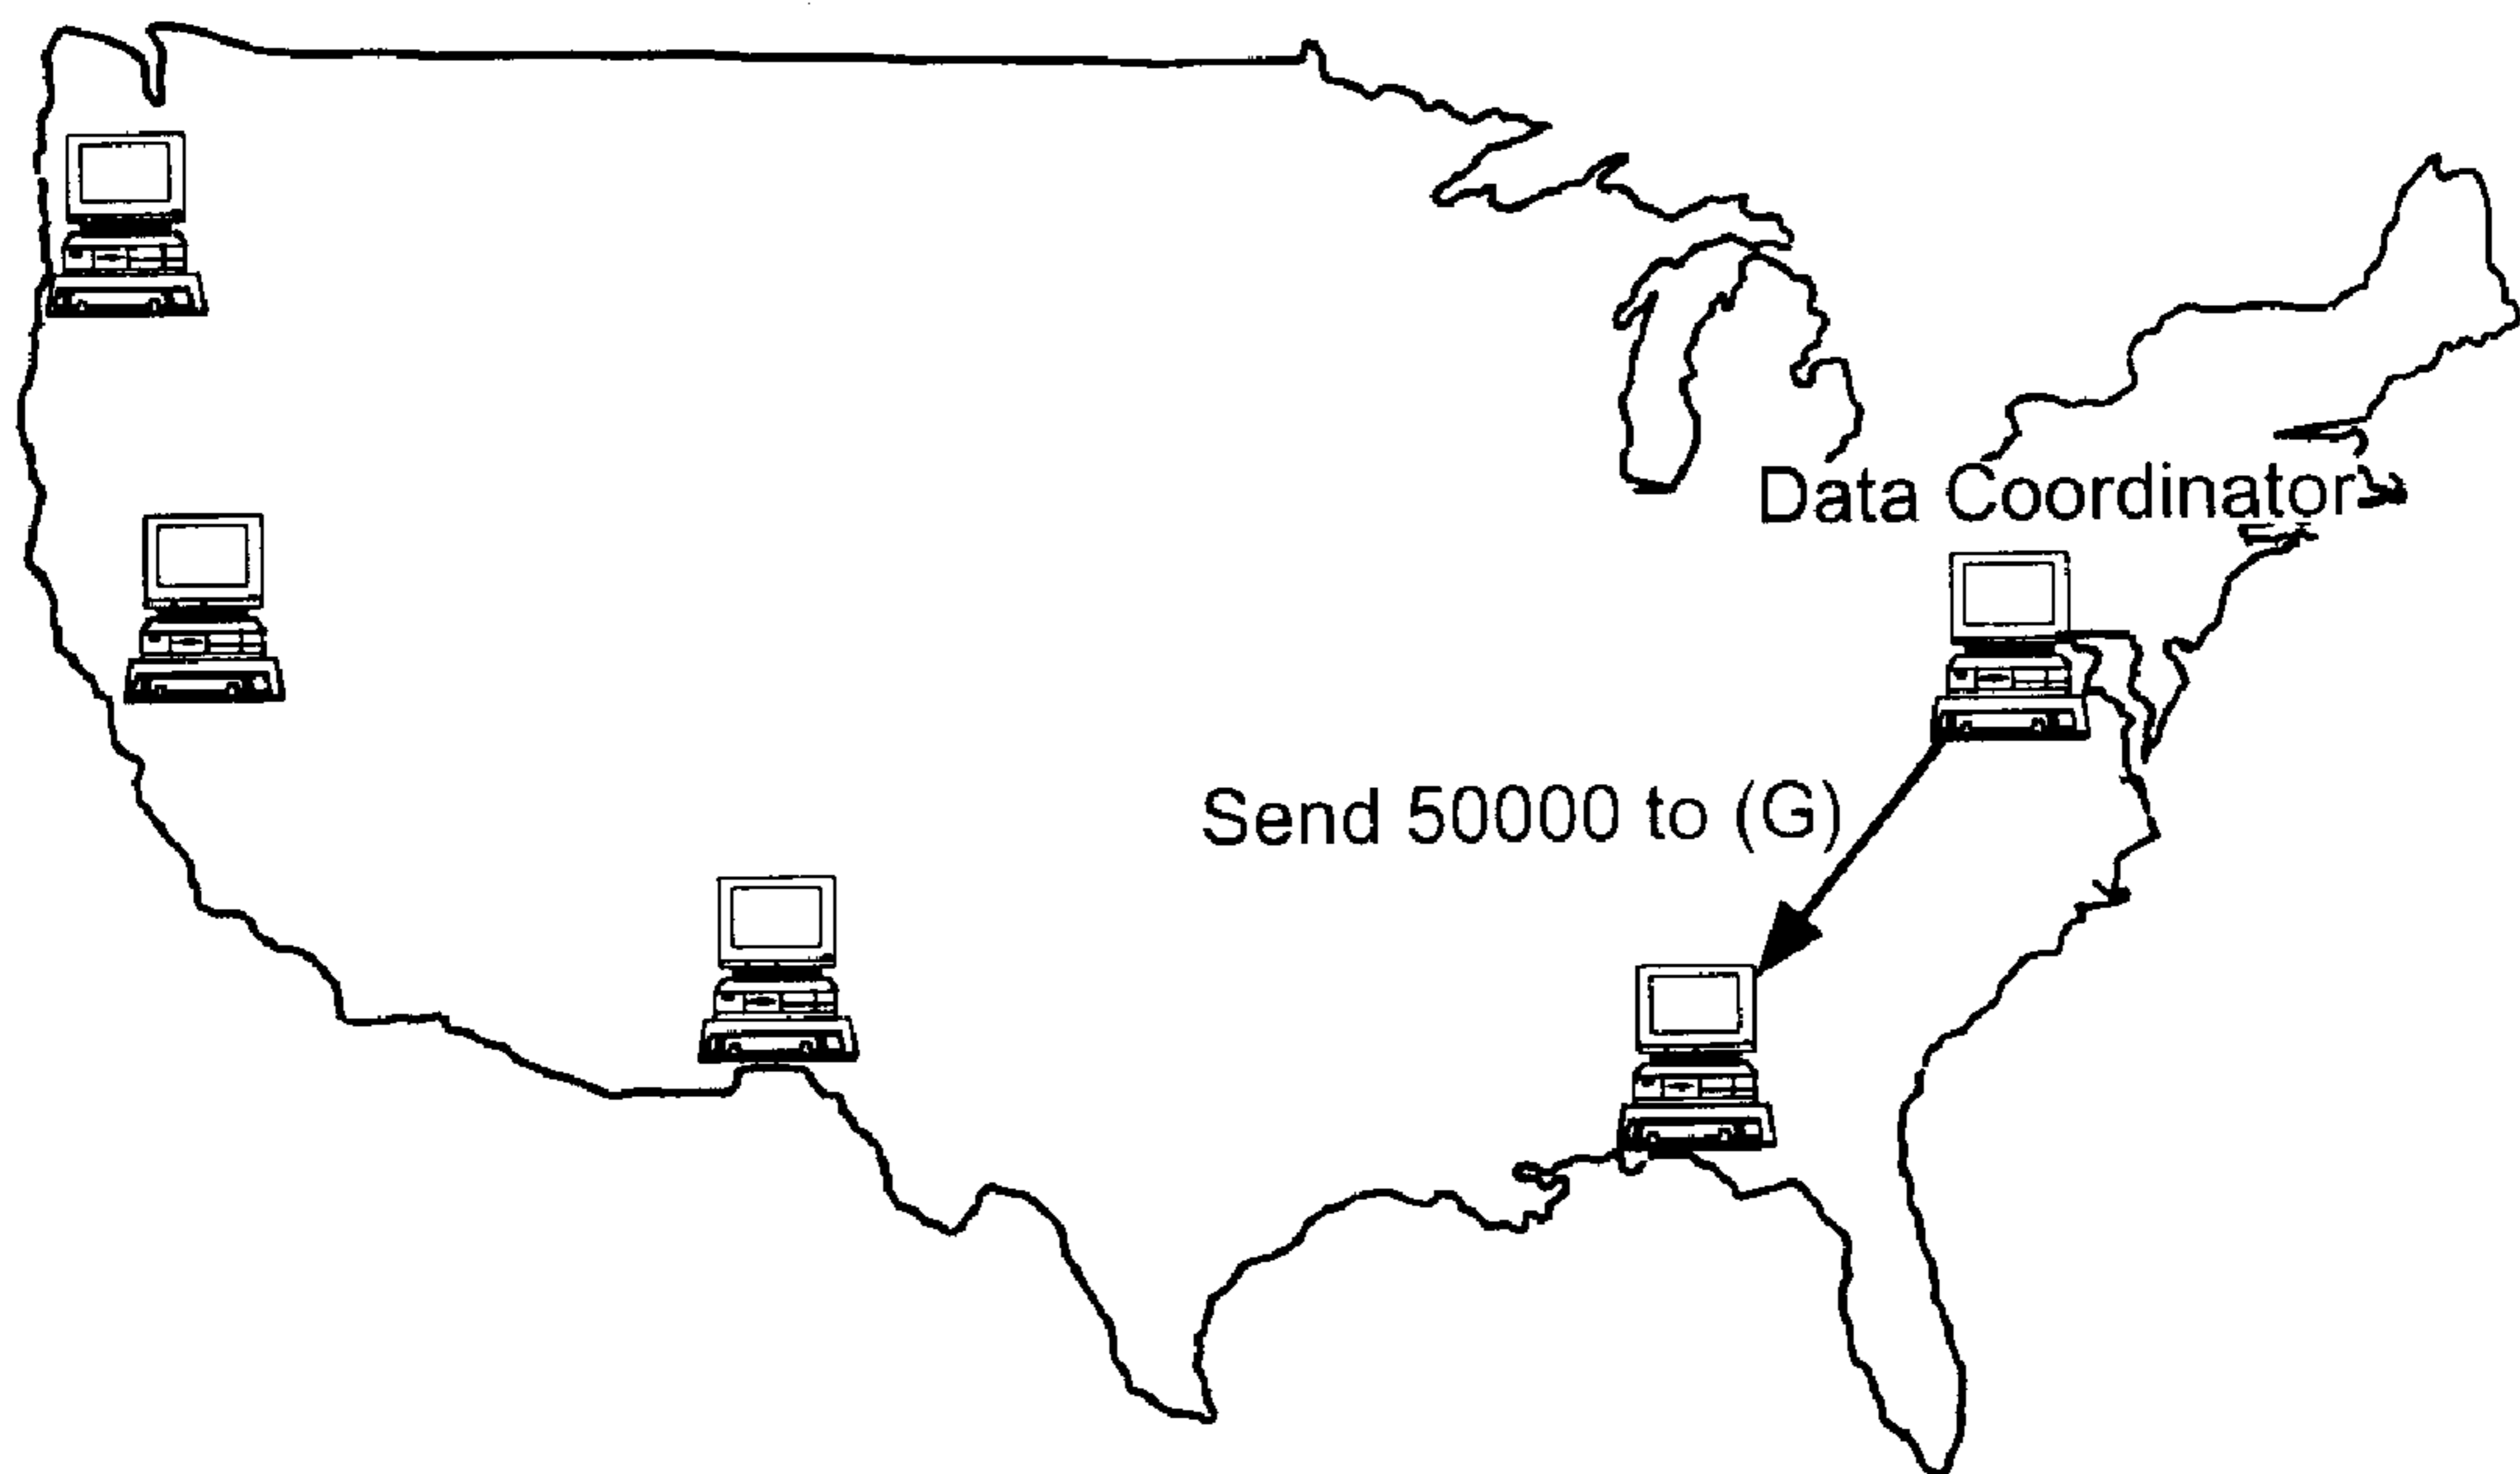 Data Coordinator
Send 50000 to (G)